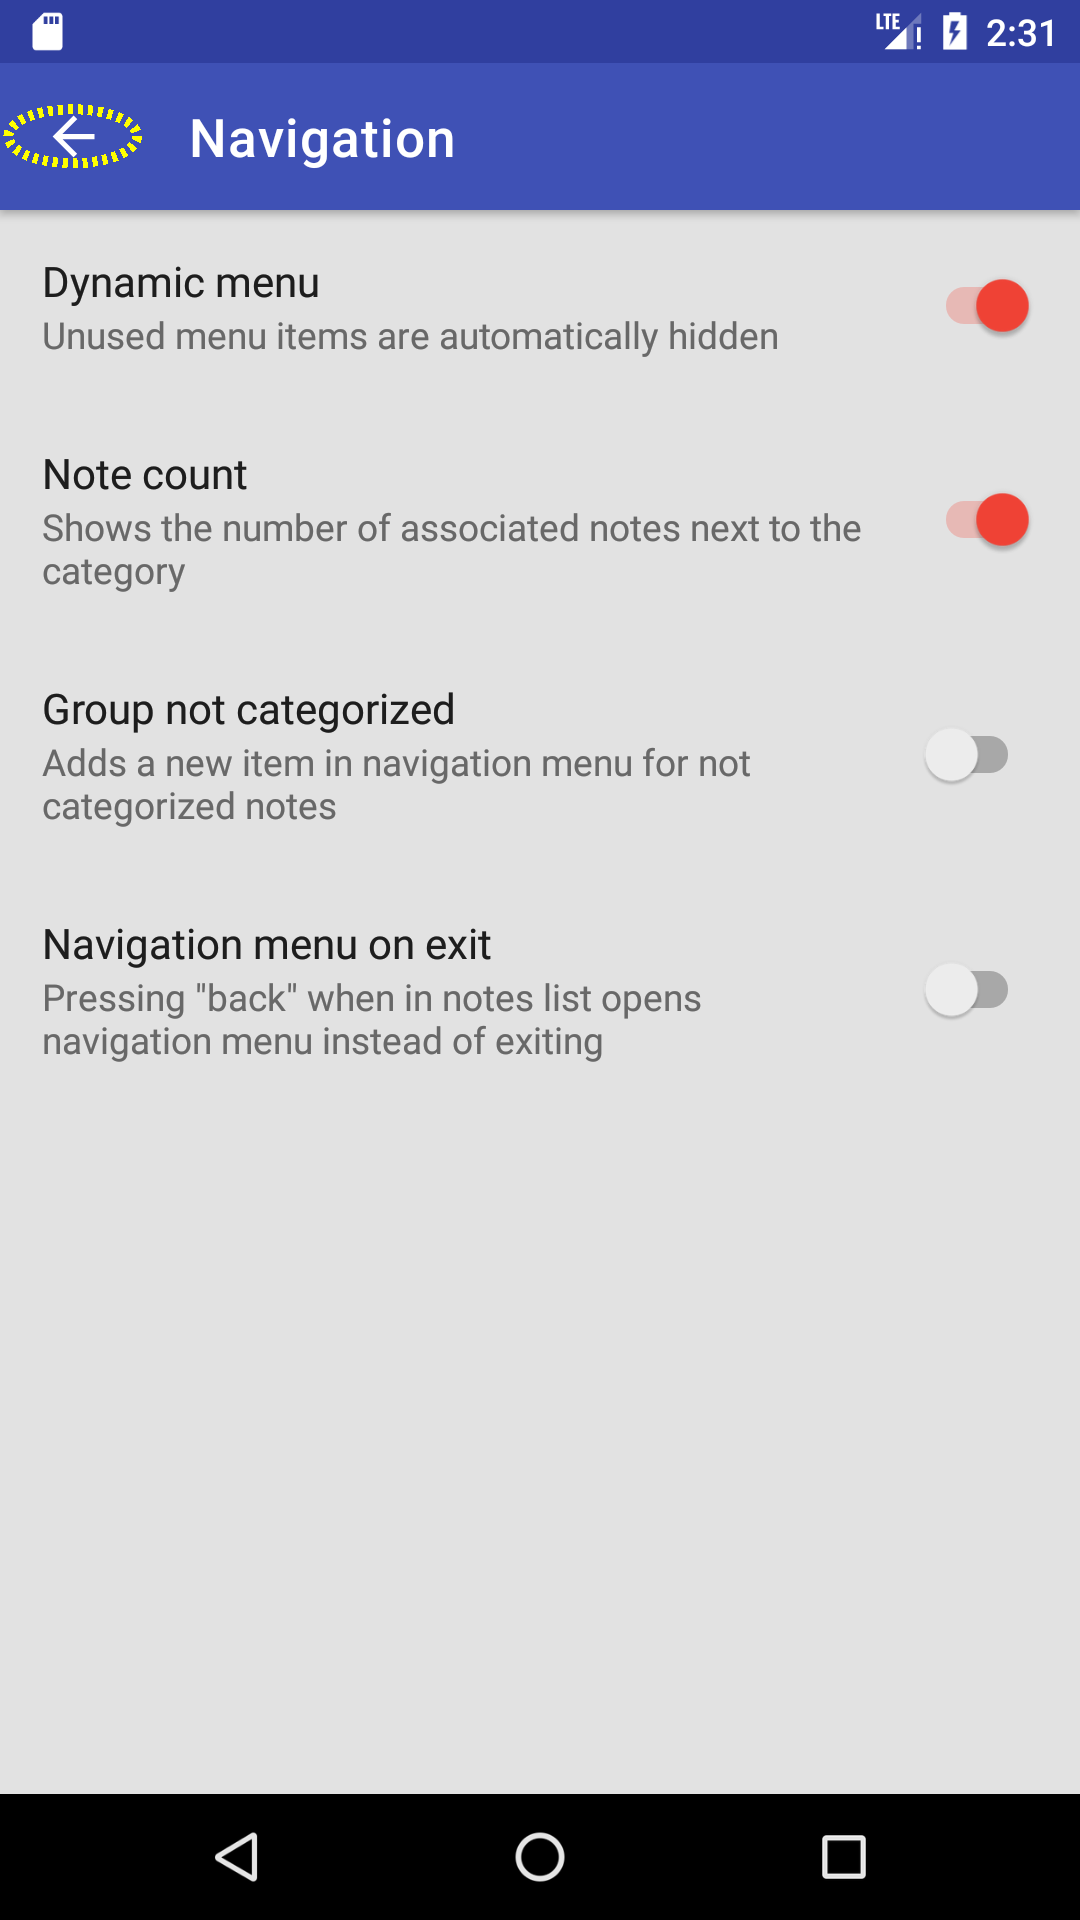 LTE 2:31
Navigation
Dynamic menu
Unused menu items are automatically hidden
Note count
Shows the number of associated notes next to the
category
Group not categorized
Adds a new item in navigation menu for not
categorized notes
Navigation menu on exit
Pressing "back" when in notes list opens
navigation menu instead of exiting